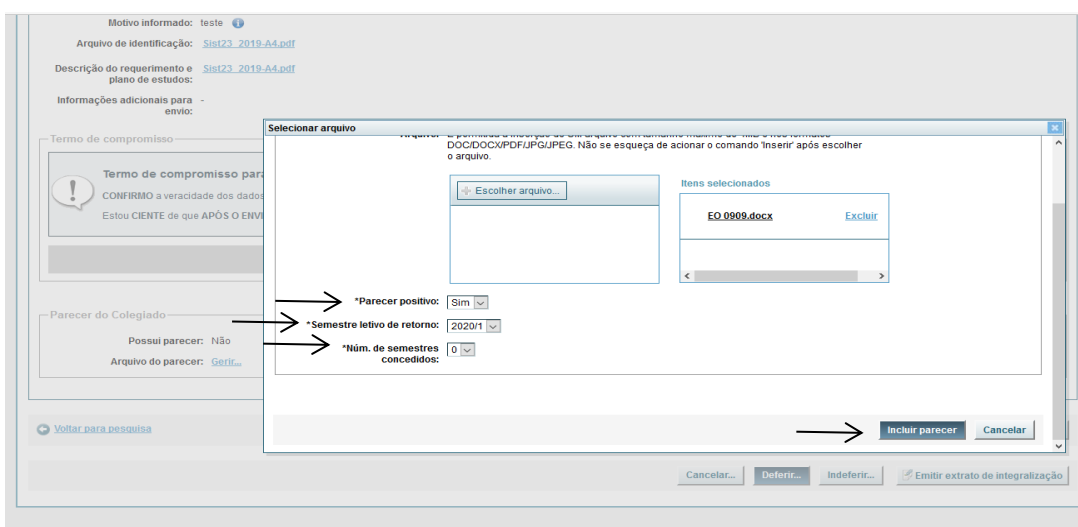 Motivo informado: teste
Arquivo de identificação: Sist23_2019-A4.pdf
Descrição do requerimento e plano de estudos: Sist23_2019-A4.pdf
Informações adicionais para envio: -
Termo de compromisso
Termo de compromisso para
CONFIRMO a veracidade dos dados
Estou CIENTE de que APÓS O ENVI
Parecer do Colegiado
Possui parecer: Não
Arquivo do parecer: Gerir...
Voltar para pesquisa
Selecionar arquivo
DOC/DOCX/PDF/JPG/JPEG. Não se esqueça de acionar o comando 'Inserir' após escolher
o arquivo.
Escolher arquivo...
Itens selecionados
EO 0909.docx Excluir
*Parecer positivo: Sim
*Semestre letivo de retorno: 2020/1
*Núm. de semestres concedidos: 0
Incluir parecer Cancelar
Cancelar... Deferir... Indeferir... Emitir extrato de integralização